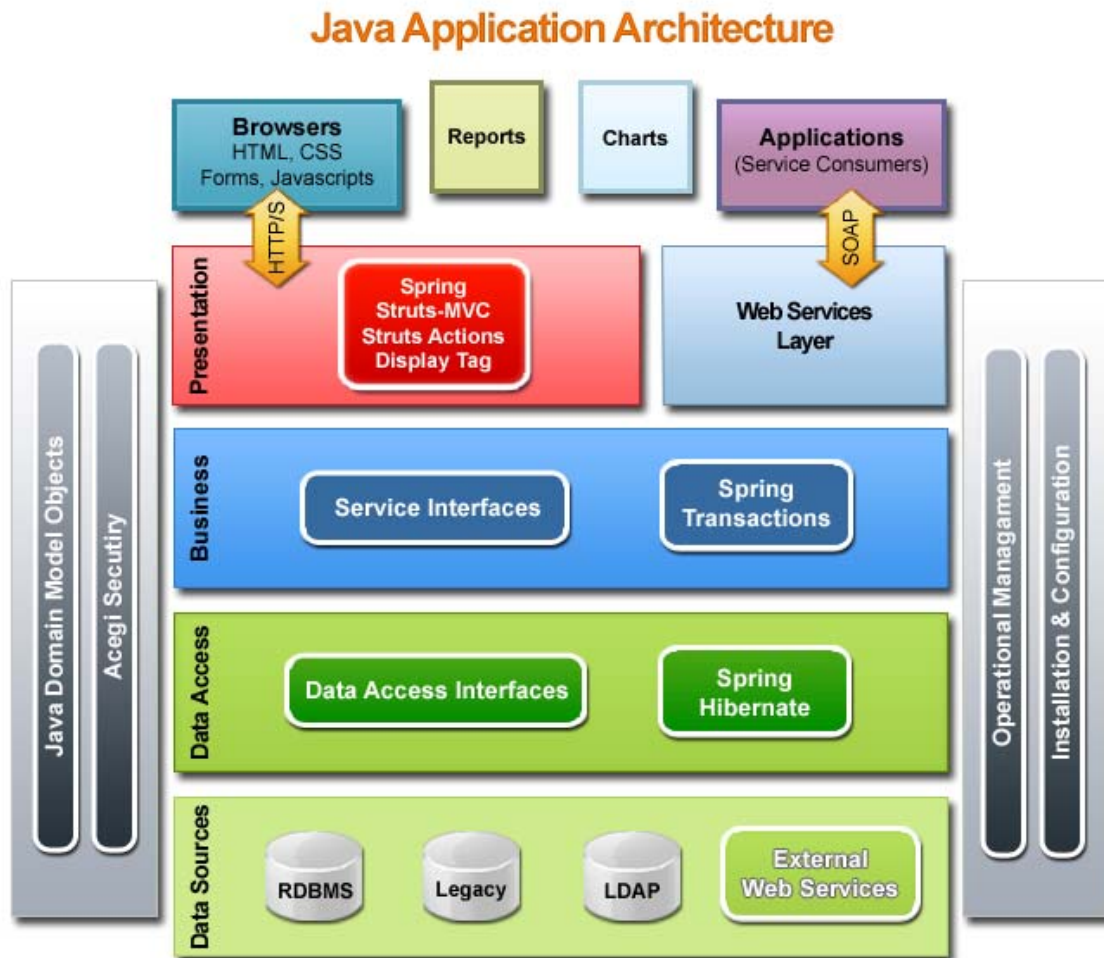 Java Application Architecture
Browsers
HTML, CSS
Forms, Javascripts
Reports
Charts
Applications
(Service Consumers)
HTTP/S
SOAP
Presentation
Spring
Struts-MVC
Struts Actions
Display Tag
Web Services
Layer
Java Domain Model Objects
Acegi Secutiry
Business
Service Interfaces
Spring
Transactions
Operational Managament
Installation & Configuration
Data Access
Data Access Interfaces
Spring
Hibernate
Data Sources
RDBMS
Legacy
LDAP
External
Web Services